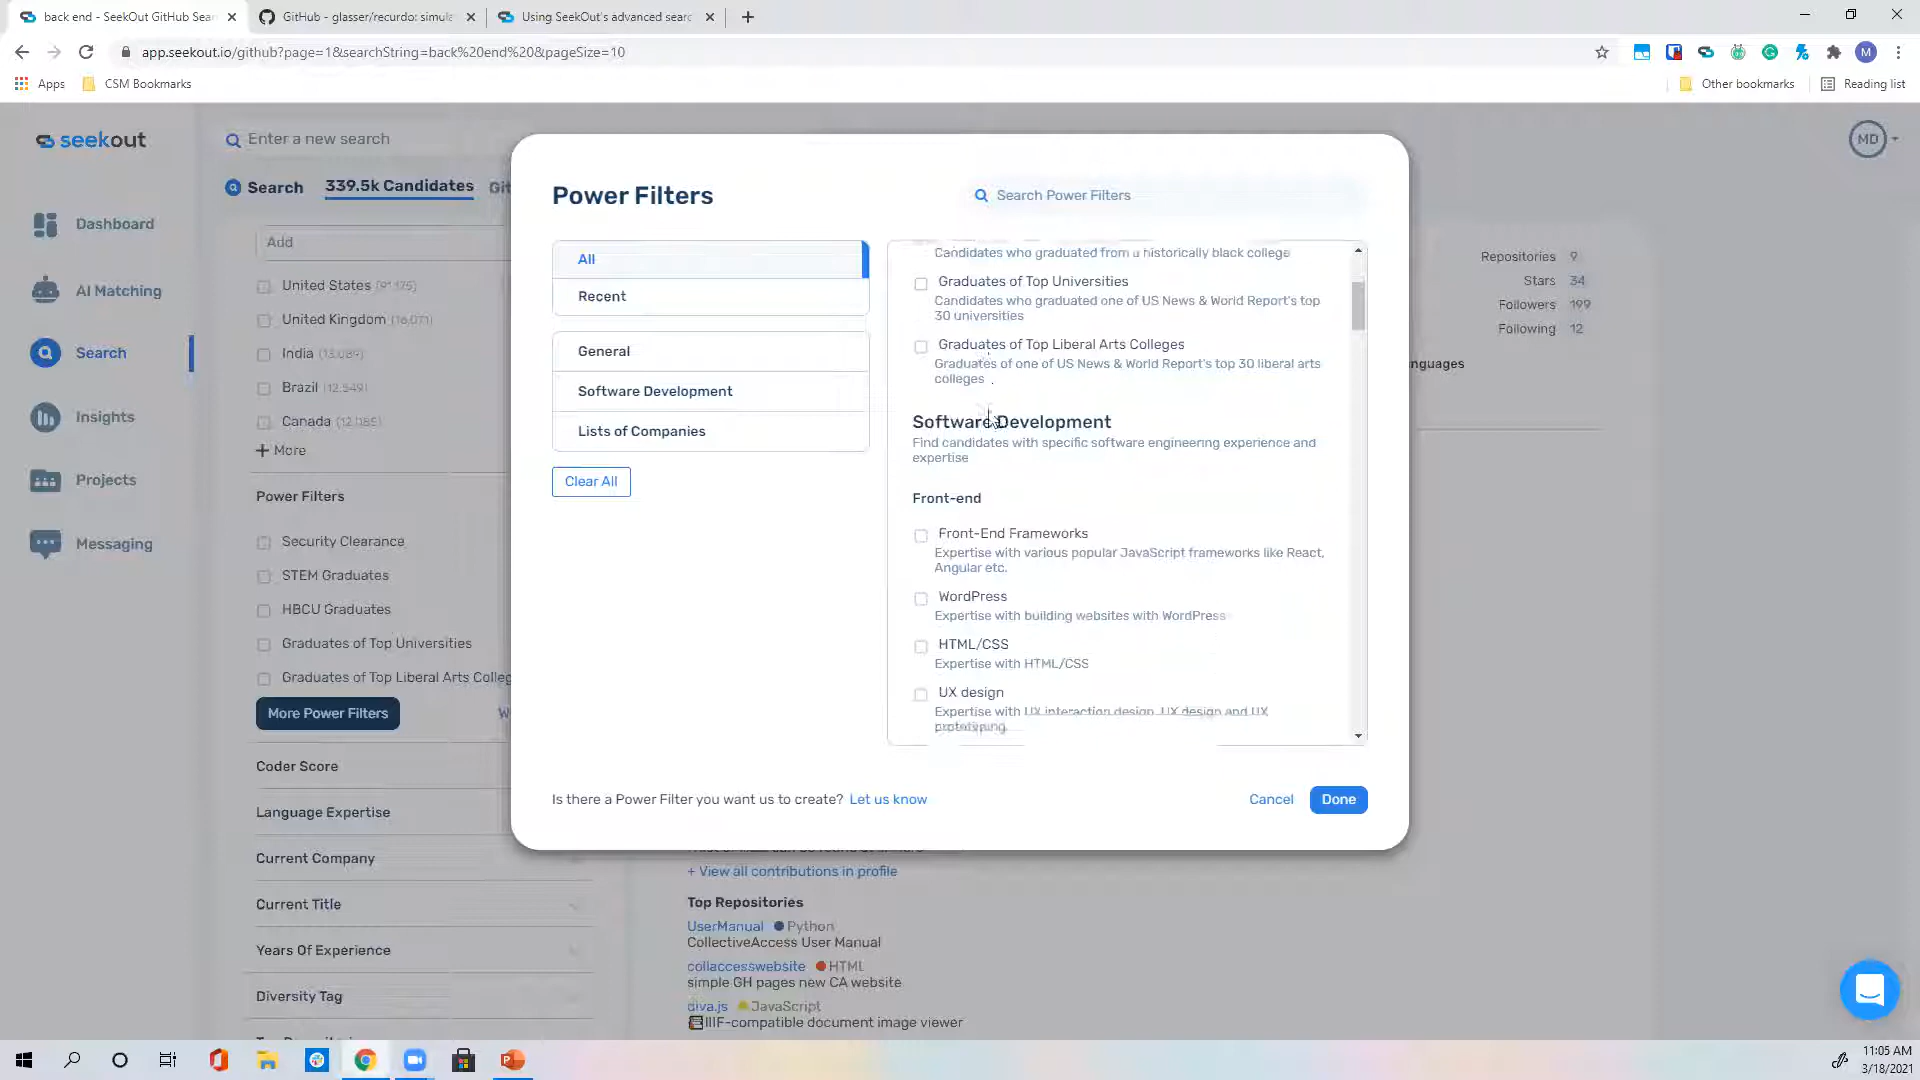 back end - SeekOut GitHub Sear
GitHub - glasser/recurdo: simula
Using SeekOut's advanced searc
app.seekout.io/github?page=1&searchString=back%20end%20&pageSize=10
M
Apps
CSM Bookmarks
Other bookmarks
Reading list
seekout
Enter a new search
MD
Search
339.5k Candidates
Git
Dashboard
AI Matching
Search
Insights
Projects
Messaging
Add
United States (91,175)
United Kingdom (16,071)
India (13,089)
Brazil (12,549)
Canada (12,085)
+ More
Power Filters
Security Clearance
STEM Graduates
HBCU Graduates
Graduates of Top Universities
Graduates of Top Liberal Arts Colleg
More Power Filters
Coder Score
Language Expertise
Current Company
Current Title
Years Of Experience
Diversity Tag
Power Filters
Search Power Filters
All
Recent
General
Software Development
Lists of Companies
Clear All
Candidates who graduated from a historically black college
Graduates of Top Universities
Candidates who graduated one of US News & World Report's top
30 universities
Graduates of Top Liberal Arts Colleges
Graduates of one of US News & World Report's top 30 liberal arts
colleges
Software Development
Find candidates with specific software engineering experience and
expertise
Front-end
Front-End Frameworks
Expertise with various popular JavaScript frameworks like React,
Angular etc.
WordPress
Expertise with building websites with WordPress
HTML/CSS
Expertise with HTML/CSS
UX design
Expertise with UX interaction design, UX design and UX
prototyping
Is there a Power Filter you want us to create? Let us know
Cancel
Done
Repositories 9
Stars 34
Followers 199
Following 12
nguages
+ View all contributions in profile
Top Repositories
UserManual Python
CollectiveAccess User Manual
collaccesswebsite HTML
simple GH pages new CA website
diva.js JavaScript
IIIF-compatible document image viewer
11:05 AM
3/18/2021